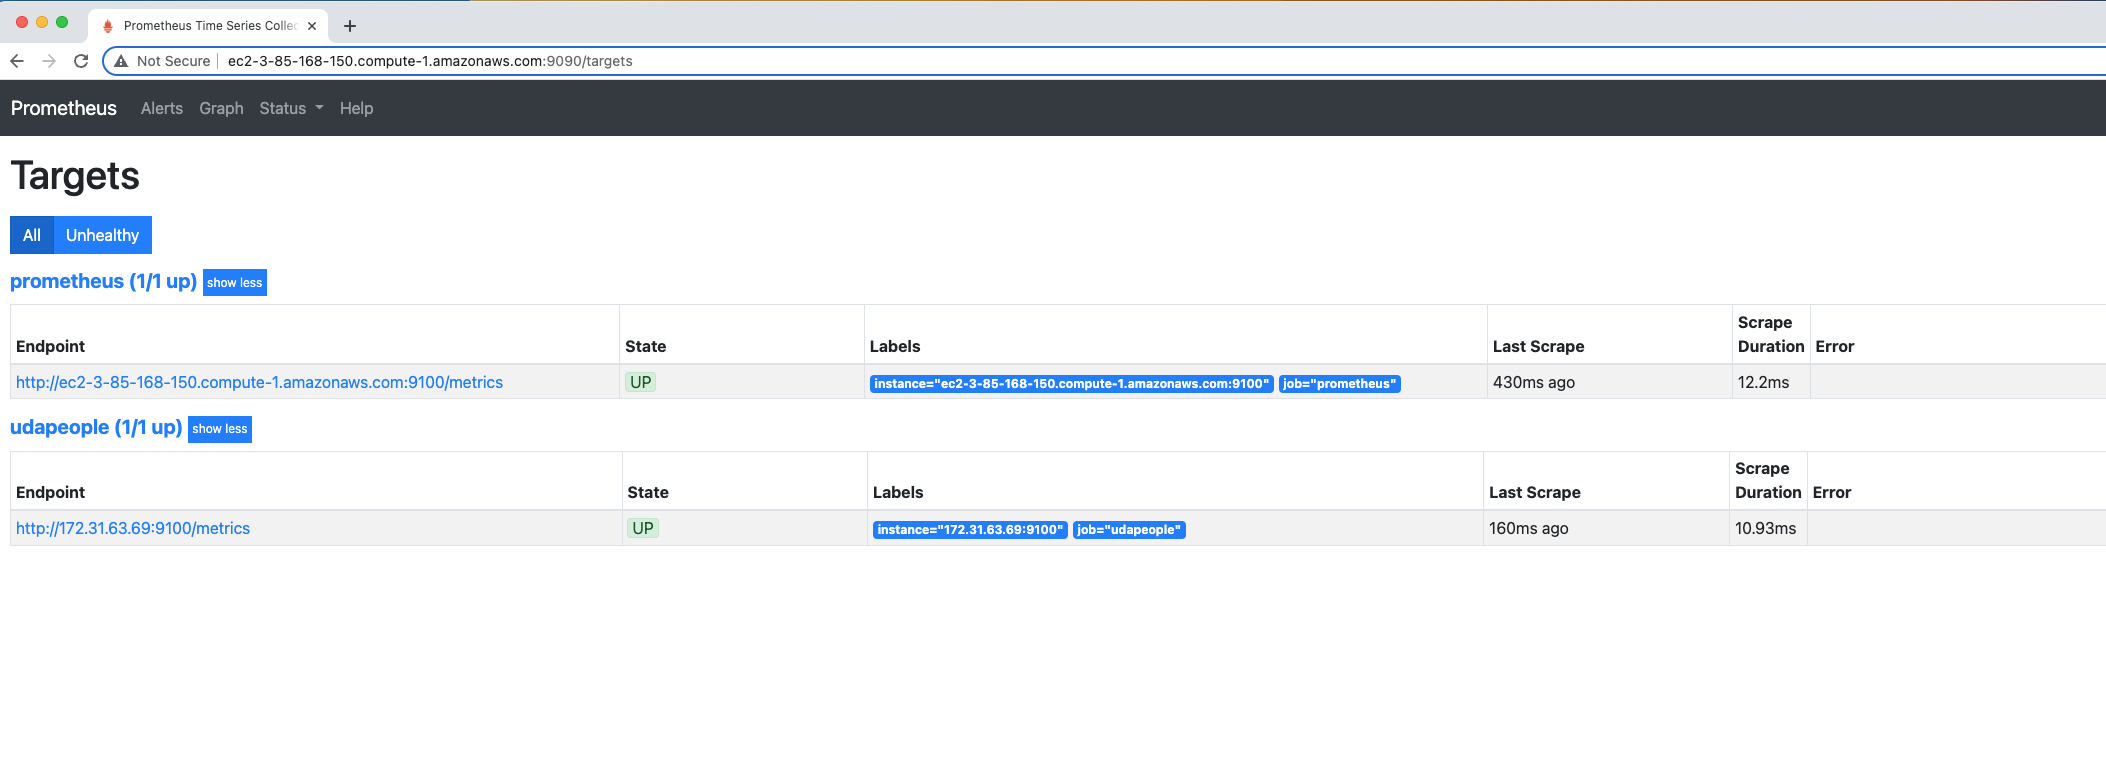 Prometheus Time Series Collec
Not Secure ec2-3-85-168-150.compute-1.amazonaws.com:9090/targets
Prometheus Alerts Graph Status Help
Targets
All Unhealthy
prometheus (1/1 up) show less
Endpoint State Labels Last Scrape Scrape Duration Error
http://ec2-3-85-168-150.compute-1.amazonaws.com:9100/metrics UP instance="ec2-3-85-168-150.compute-1.amazonaws.com:9100" job="prometheus" 430ms ago 12.2ms
udapeople (1/1 up) show less
Endpoint State Labels Last Scrape Scrape Duration Error
http://172.31.63.69:9100/metrics UP instance="172.31.63.69:9100" job="udapeople" 160ms ago 10.93ms